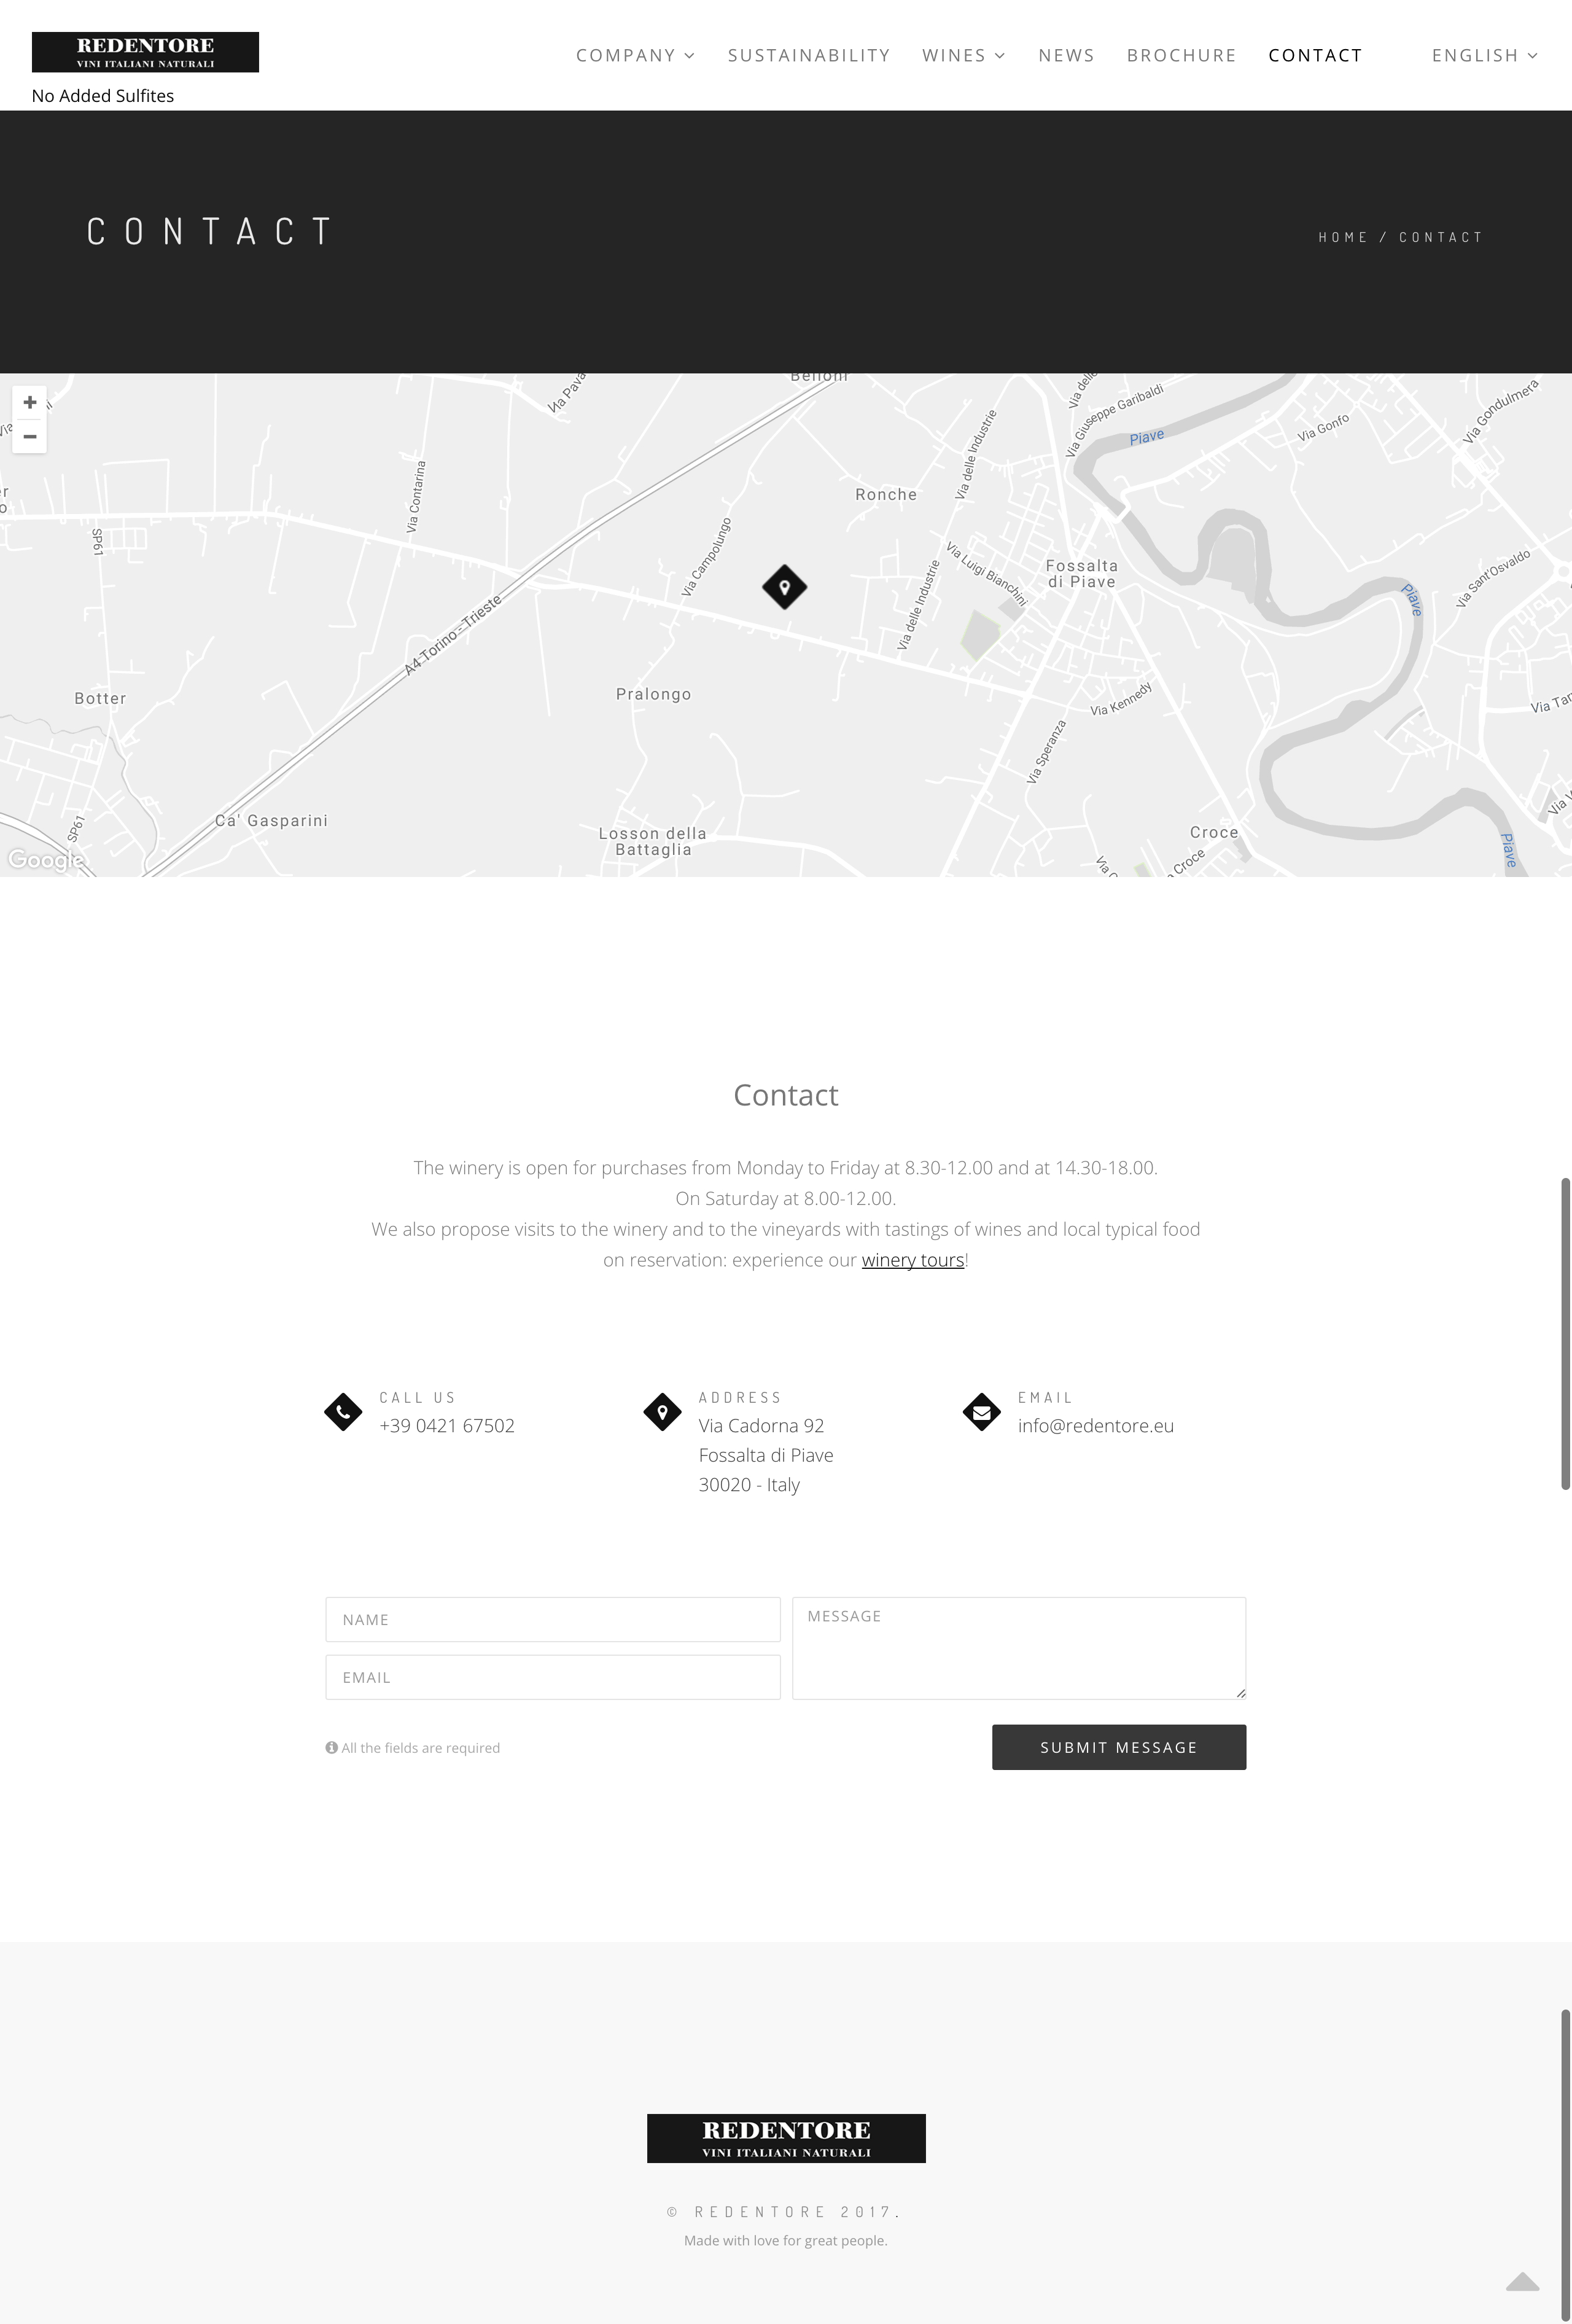 REDENTORE
VINI ITALIANI NATURALI
No Added Sulfites
COMPANY SUSTAINABILITY WINES NEWS BROCHURE CONTACT ENGLISH
CONTACT
HOME / CONTACT
Belloni
Via delle
Giuseppe Garibaldi
Via
Piave
Via Gonfo
Via Gondulmera
Via Contarina
Via delle Industrie
Ronche
SP61
Via Campolungo
Via Luigi Bianchini
Fossalta
di Piave
Via Sant'Osvaldo
Piave
Via delle Industrie
A4 Torino - Trieste
Botter
Pralongo
Via Kennedy
Via Speranza
Ca' Gasparini
SP61
Losson della
Battaglia
Croce
Croce
Piave
Google
Contact
The winery is open for purchases from Monday to Friday at 8.30-12.00 and at 14.30-18.00.
On Saturday at 8.00-12.00.
We also propose visits to the winery and to the vineyards with tastings of wines and local typical food
on reservation: experience our winery tours!
CALL US
+39 0421 67502
ADDRESS
Via Cadorna 92
Fossalta di Piave
30020 - Italy
EMAIL
info@redentore.eu
NAME
EMAIL
MESSAGE
All the fields are required
SUBMIT MESSAGE
REDENTORE
VINI ITALIANI NATURALI
© REDENTORE 2017.
Made with love for great people.